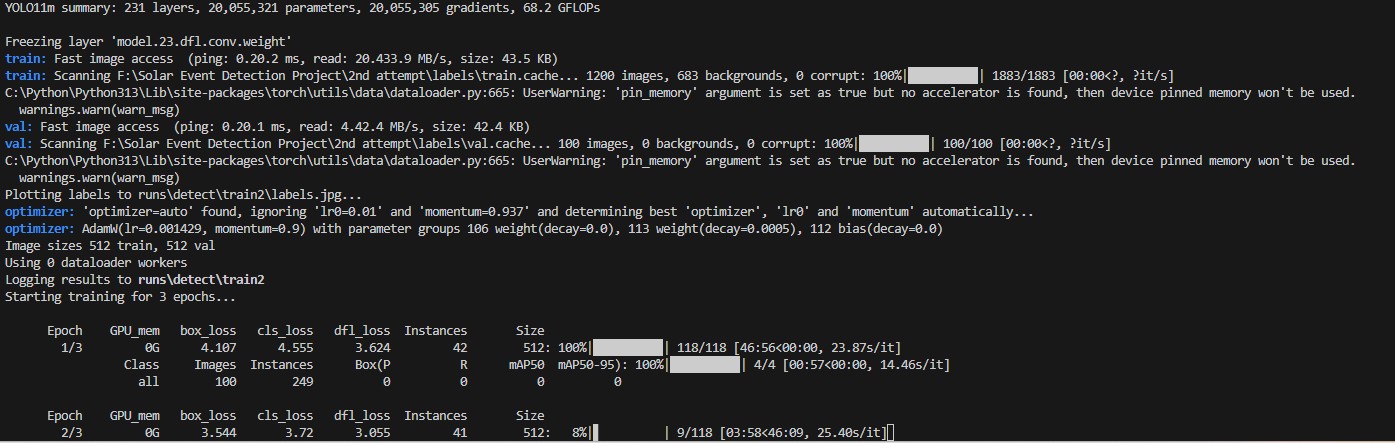 YOLO11m summary: 231 layers, 20,055,321 parameters, 20,055,305 gradients, 68.2 GFLOPs
Freezing layer 'model.23.dfl.conv.weight'
train: Fast image access  (ping: 0.20.2 ms, read: 20.433.9 MB/s, size: 43.5 KB)
train: Scanning F:\Solar Event Detection Project\2nd attempt\labels\train.cache... 1200 images, 683 backgrounds, 0 corrupt: 100%|██████████| 1883/1883 [00:00<?, ?it/s]
C:\Python\Python313\Lib\site-packages\torch\utils\data\dataloader.py:665: UserWarning: 'pin_memory' argument is set as true but no accelerator is found, then device pinned memory won't be used.
  warnings.warn(warn_msg)
val: Fast image access  (ping: 0.20.1 ms, read: 4.42.4 MB/s, size: 42.4 KB)
val: Scanning F:\Solar Event Detection Project\2nd attempt\labels\val.cache... 100 images, 0 backgrounds, 0 corrupt: 100%|██████████| 100/100 [00:00<?, ?it/s]
C:\Python\Python313\Lib\site-packages\torch\utils\data\dataloader.py:665: UserWarning: 'pin_memory' argument is set as true but no accelerator is found, then device pinned memory won't be used.
  warnings.warn(warn_msg)
Plotting labels to runs\detect\train2\labels.jpg...
optimizer: 'optimizer=auto' found, ignoring 'lr0=0.01' and 'momentum=0.937' and determining best 'optimizer', 'lr0' and 'momentum' automatically...
optimizer: AdamW(lr=0.001429, momentum=0.9) with parameter groups 106 weight(decay=0.0), 113 weight(decay=0.0005), 112 bias(decay=0.0)
Image sizes 512 train, 512 val
Using 0 dataloader workers
Logging results to runs\detect\train2
Starting training for 3 epochs...
Epoch    GPU_mem   box_loss   cls_loss   dfl_loss  Instances       Size
1/3         0G      4.107      4.555      3.624         42        512: 100%|██████████| 118/118 [46:56<00:00, 23.87s/it]
Class     Images  Instances      Box(P          R      mAP50  mAP50-95): 100%|██████████| 4/4 [00:57<00:00, 14.46s/it]
all        100        249          0          0          0          0
Epoch    GPU_mem   box_loss   cls_loss   dfl_loss  Instances       Size
2/3         0G      3.544       3.72      3.055         41        512:   8%|▊         | 9/118 [03:58<46:09, 25.40s/it]